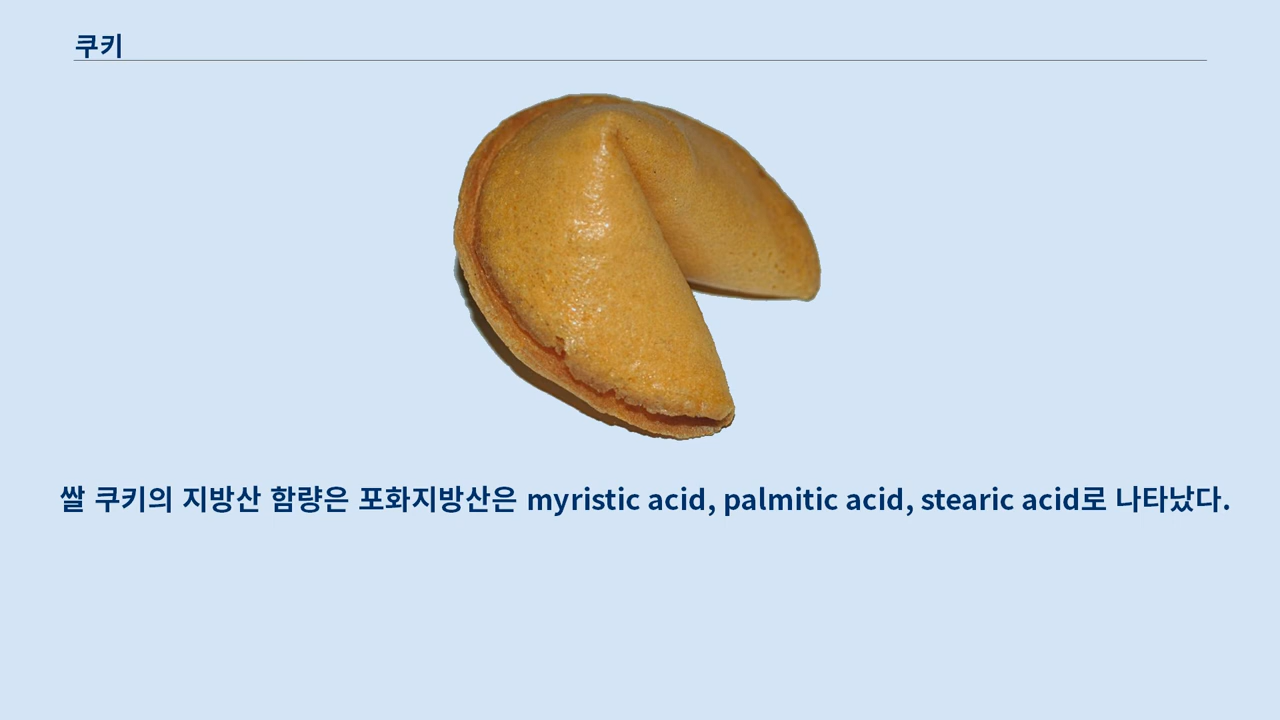 쿠키
쌀 쿠키의 지방산 함량은 포화지방산은 myristic acid, palmitic acid, stearic acid로 나타났다.